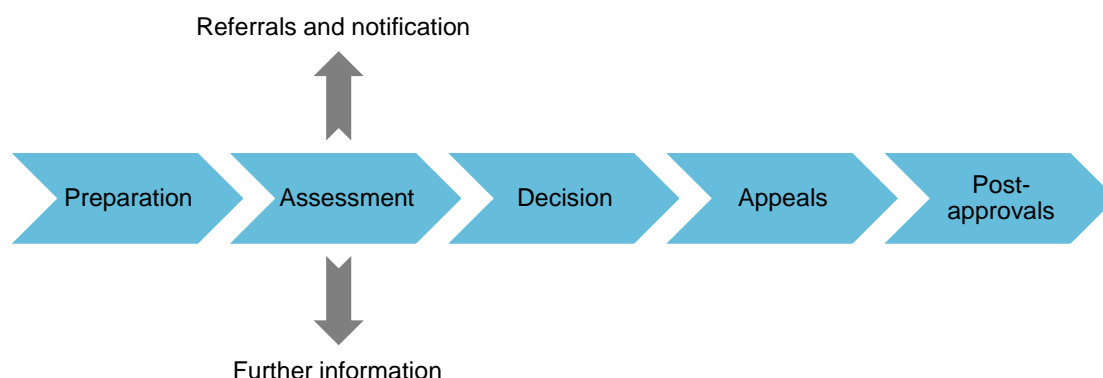 Referrals and notification
Preparation
Assessment
Decision
Appeals
Post-
approvals
Further information